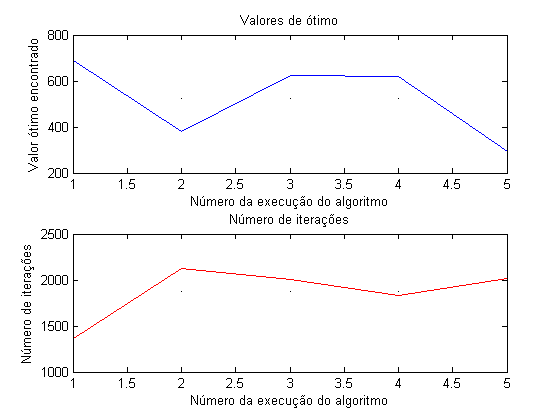 Valores de ótimo
Valor ótimo encontrado
800
600
400
200
1 1.5 2 2.5 3 3.5 4 4.5 5
Número da execução do algoritmo
Número de iterações
Número de iterações
2500
2000
1500
1000
1 1.5 2 2.5 3 3.5 4 4.5 5
Número da execução do algoritmo